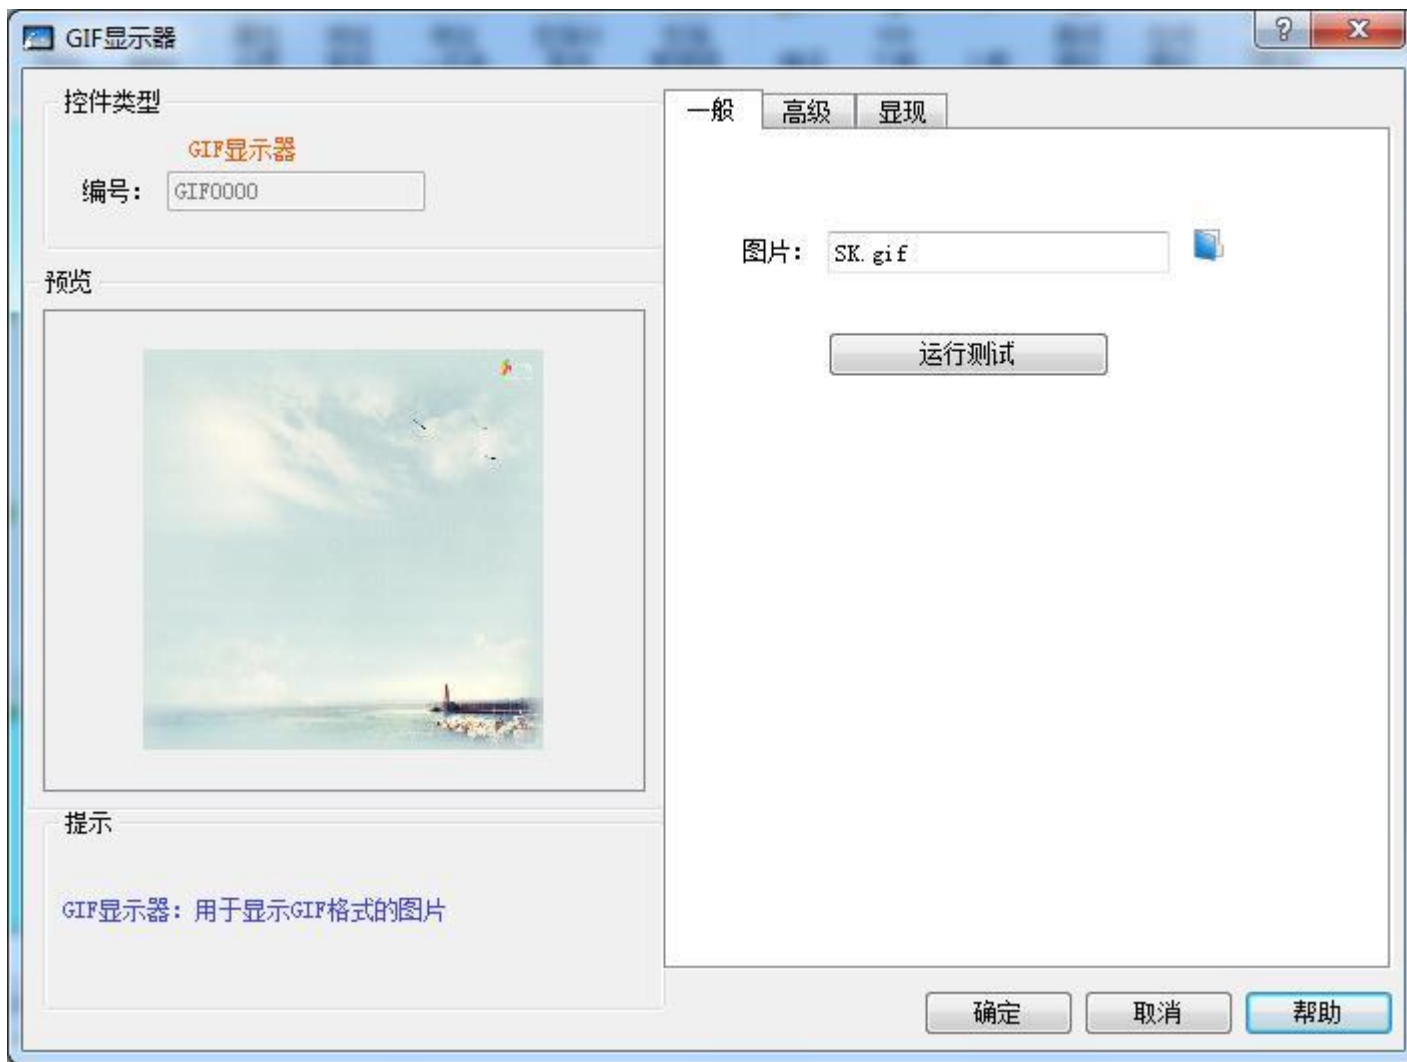 GIF显示器
控件类型
GIF显示器
编号：
GIF0000
预览
提示
GIF显示器：用于显示GIF格式的图片
一般
高级
显现
图片：
SK.gif
运行测试
确定
取消
帮助